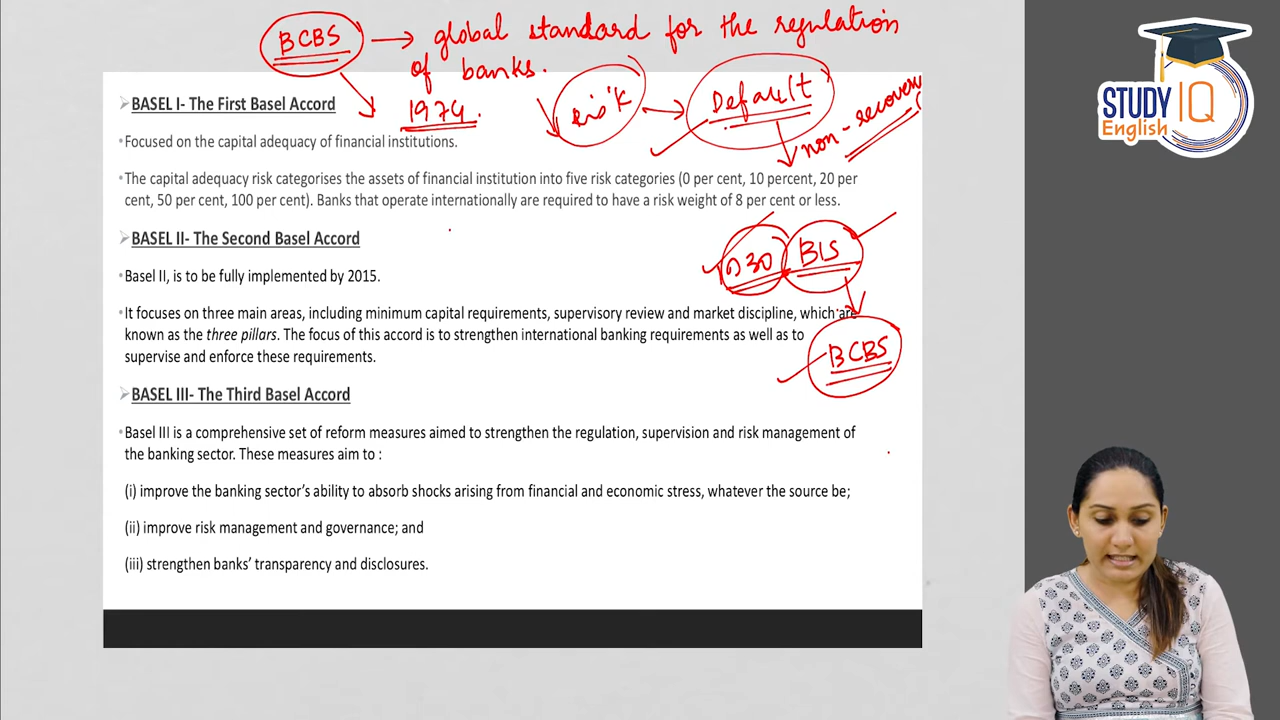 BCBS → global standard for the regulation
of banks.
1974.
risk → Default
non-recovery
STUDY IQ
English
BASEL I- The First Basel Accord
Focused on the capital adequacy of financial institutions.
The capital adequacy risk categorises the assets of financial institution into five risk categories (0 per cent, 10 percent, 20 per
cent, 50 per cent, 100 per cent). Banks that operate internationally are required to have a risk weight of 8 per cent or less.
BASEL II- The Second Basel Accord
1930 BIS
Basel II, is to be fully implemented by 2015.
It focuses on three main areas, including minimum capital requirements, supervisory review and market discipline, which are
known as the three pillars. The focus of this accord is to strengthen international banking requirements as well as to
supervise and enforce these requirements.
BCBS
BASEL III- The Third Basel Accord
Basel III is a comprehensive set of reform measures aimed to strengthen the regulation, supervision and risk management of
the banking sector. These measures aim to :
(i) improve the banking sector's ability to absorb shocks arising from financial and economic stress, whatever the source be;
(ii) improve risk management and governance; and
(iii) strengthen banks' transparency and disclosures.